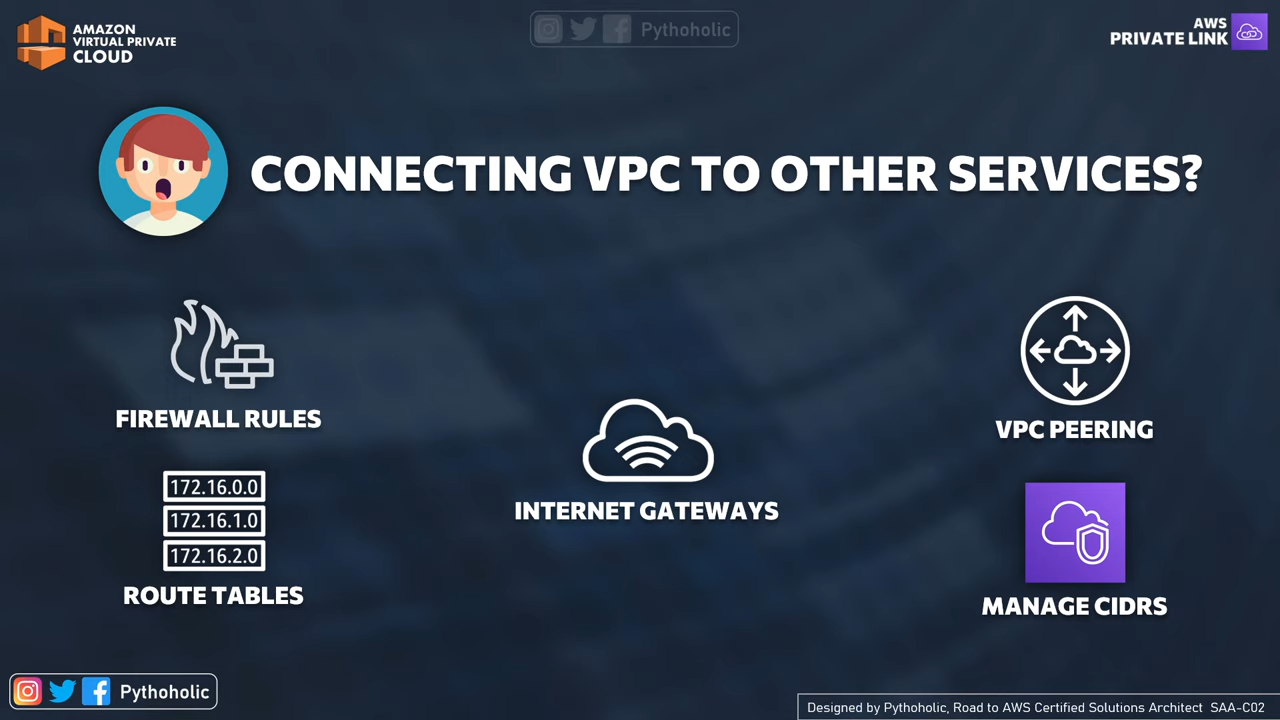 AMAZON
VIRTUAL PRIVATE
CLOUD
Pythoholic
AWS
PRIVATE LINK
CONNECTING VPC TO OTHER SERVICES?
FIREWALL RULES
172.16.0.0
172.16.1.0
172.16.2.0
ROUTE TABLES
INTERNET GATEWAYS
VPC PEERING
MANAGE CIDRS
Pythoholic
Designed by Pythoholic, Road to AWS Certified Solutions Architect SAA-C02